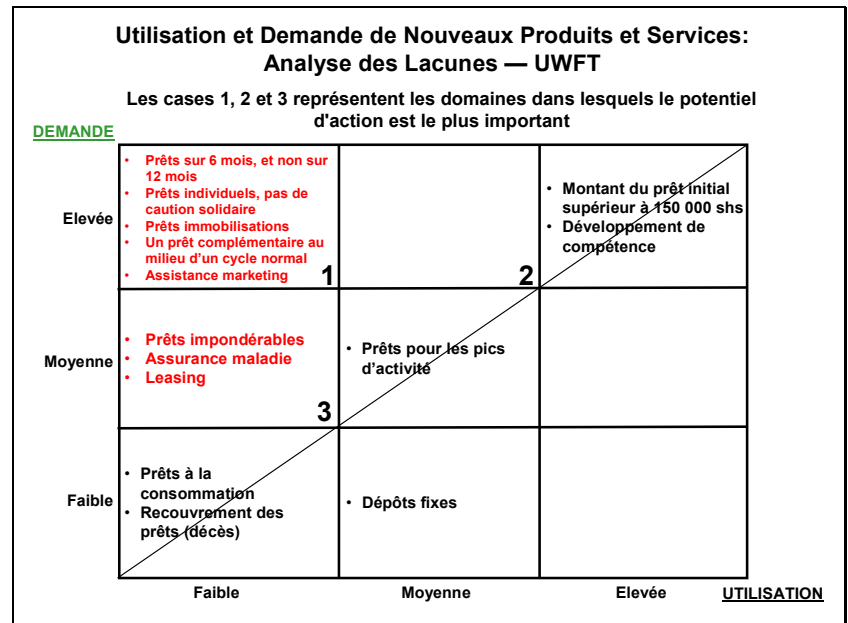 Utilisation et Demande de Nouveaux Produits et Services:
Analyse des Lacunes — UWFT
Les cases 1, 2 et 3 représentent les domaines dans lesquels le potentiel
d'action est le plus important
DEMANDE
Elevée
• Prêts sur 6 mois, et non sur
12 mois
• Prêts individuels, pas de
caution solidaire
• Prêts immobilisations
• Un prêt complémentaire au
milieu d'un cycle normal
• Assistance marketing
1
2
• Montant du prêt initial
supérieur à 150 000 shs
• Développement de
compétence
Moyenne
• Prêts impondérables
• Assurance maladie
• Leasing
3
• Prêts pour les pics
d'activité
Faible
• Prêts à la
consommation
• Recouvrement des
prêts (décès)
• Dépôts fixes
Faible
Moyenne
Elevée
UTILISATION